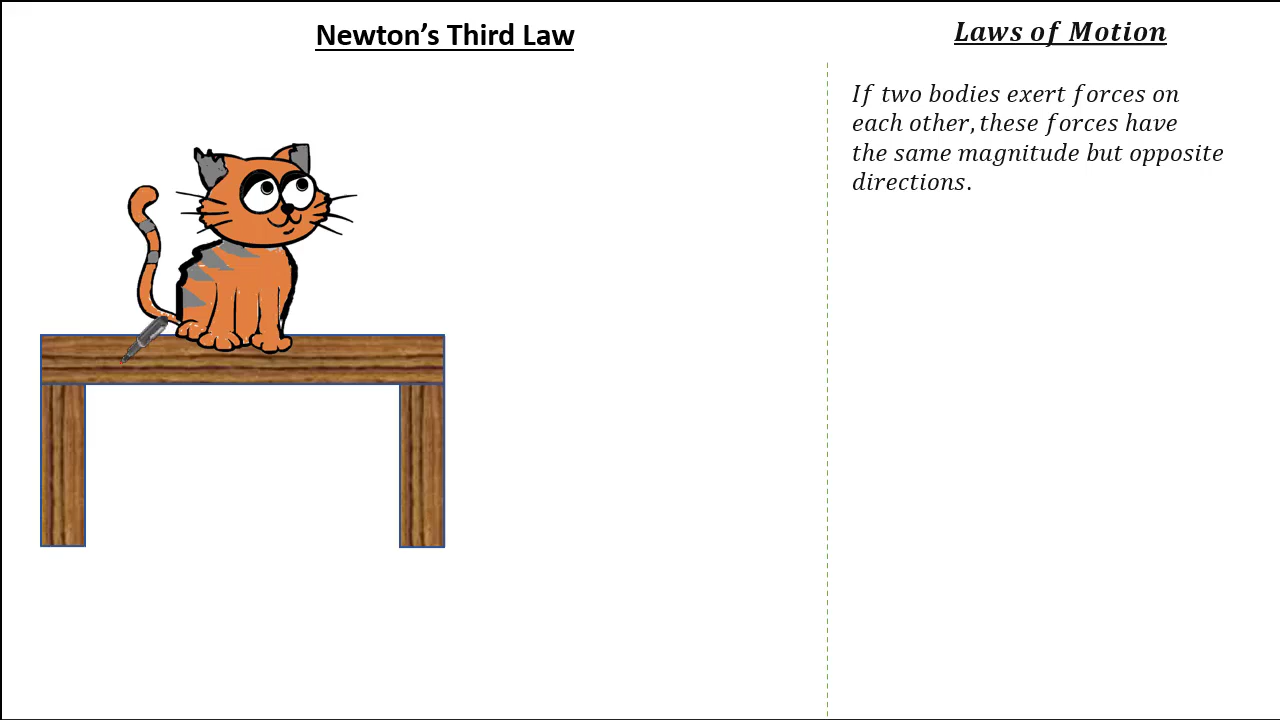 Newton’s Third Law
Laws of Motion
If two bodies exert forces on
each other, these forces have
the same magnitude but opposite
directions.